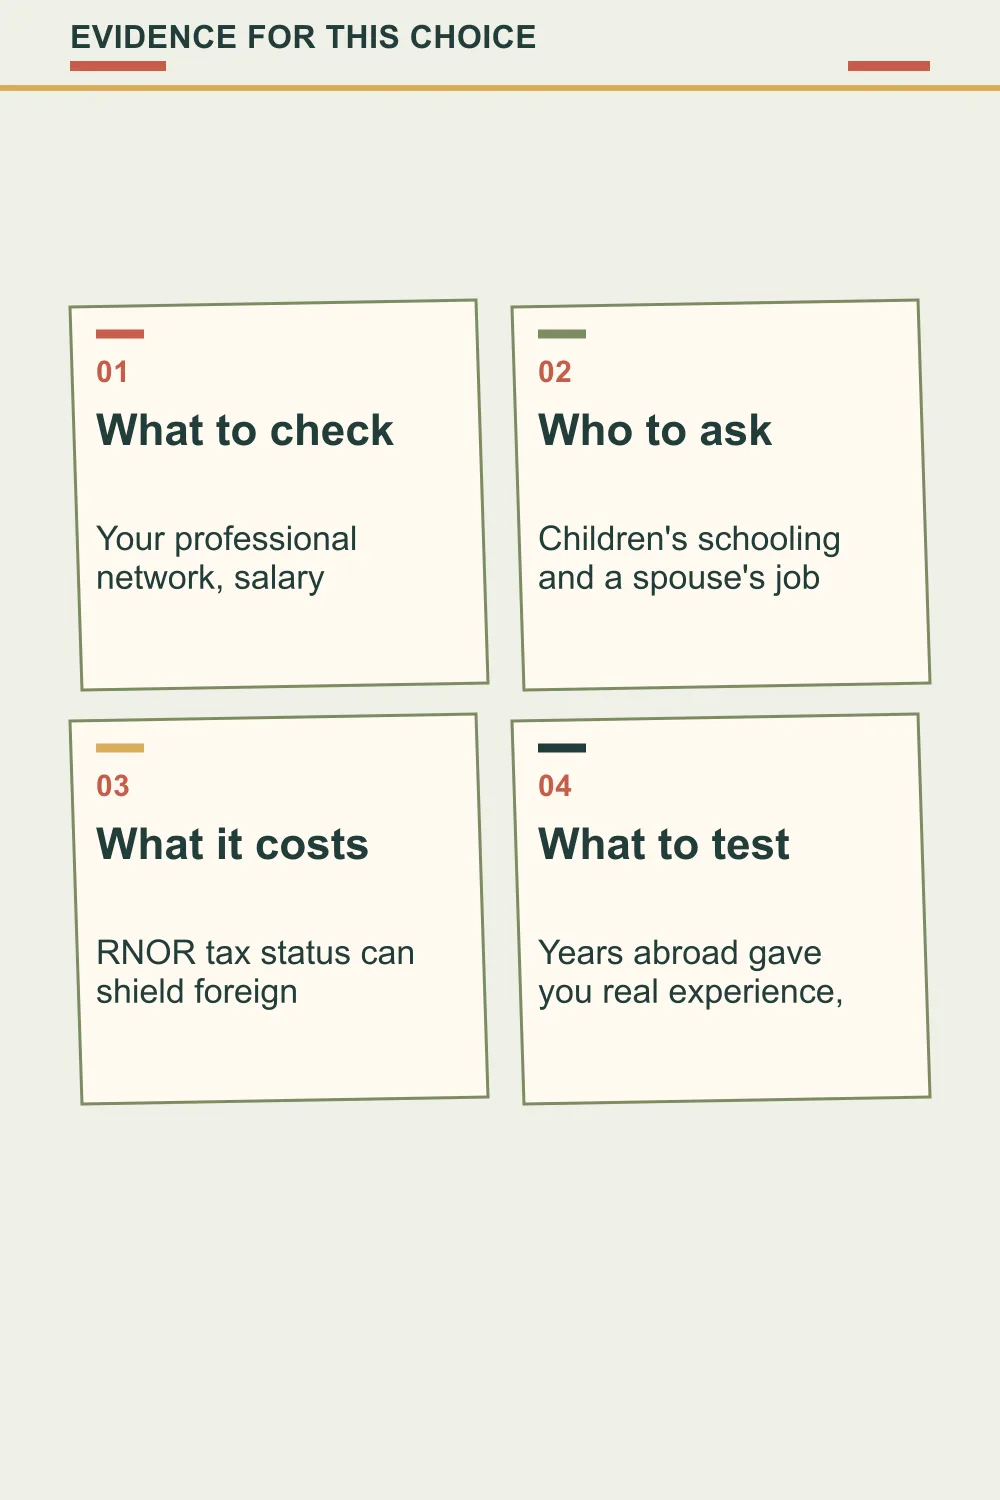 EVIDENCE FOR THIS CHOICE
01
What to check
Your professional
network, salary
02
Who to ask
Children's schooling
and a spouse's job
03
What it costs
RNOR tax status can
shield foreign
04
What to test
Years abroad gave
you real experience,